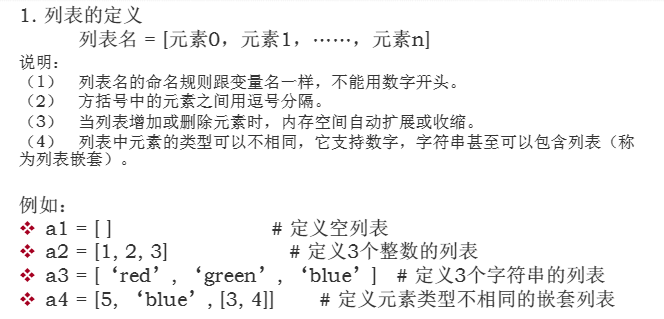 1. 列表的定义
列表名 = [元素0，元素1，……，元素n]
说明：
（1） 列表名的命名规则跟变量名一样，不能用数字开头。
（2） 方括号中的元素之间用逗号分隔。
（3） 当列表增加或删除元素时，内存空间自动扩展或收缩。
（4） 列表中元素的类型可以不相同，它支持数字，字符串甚至可以包含列表（称
为列表嵌套）。
例如：
❖ a1 = [ ] # 定义空列表
❖ a2 = [1, 2, 3] # 定义3个整数的列表
❖ a3 = [ ‘red’, ‘green’, ‘blue’ ] # 定义3个字符串的列表
❖ a4 = [5, ‘blue’, [3, 4]] # 定义元素类型不相同的嵌套列表